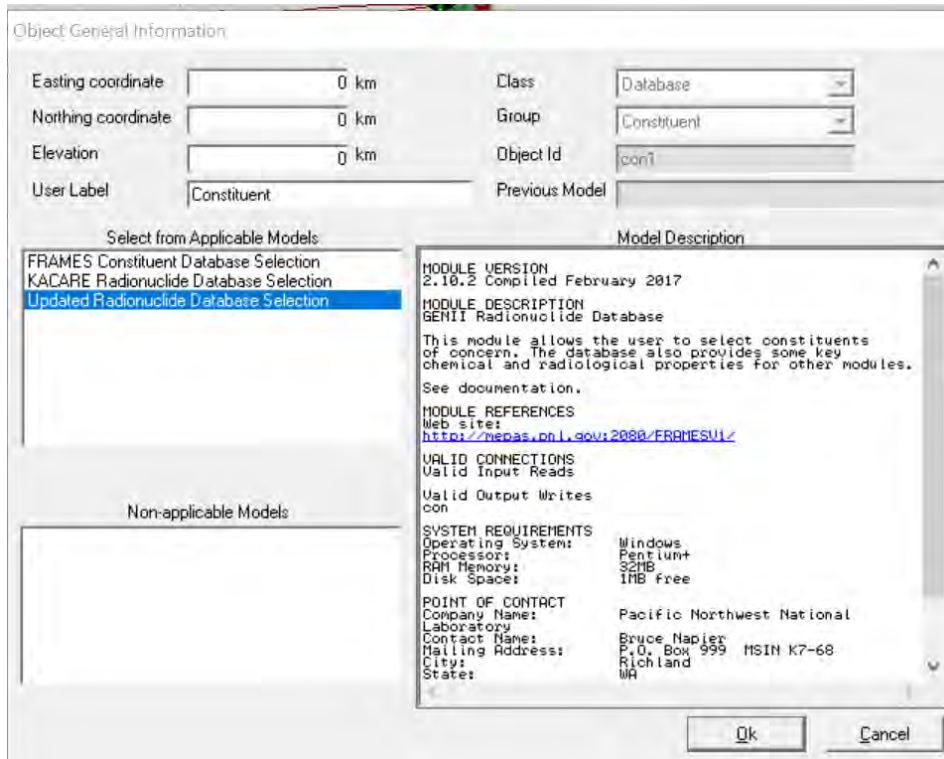 Object General Information
Easting coordinate 0 km Class Database
Northing coordinate 0 km Group Constituent
Elevation 0 km Object Id con1
User Label Constituent Previous Model
Select from Applicable Models
FRAMES Constituent Database Selection
KACARE Radionuclide Database Selection
Updated Radionuclide Database Selection
Non-applicable Models
Model Description
MODULE VERSION
2.10.2 Compiled February 2017
MODULE DESCRIPTION
GENII Radionuclide Database
This module allows the user to select constituents
of concern. The database also provides some key
chemical and radiological properties for other modules.
See documentation.
MODULE REFERENCES
Web site:
http://mepas.pnl.gov:2080/FRAMESV1/
VALID CONNECTIONS
Valid Input Reads
Valid Output Writes
con
SYSTEM REQUIREMENTS
Operating System: Windows
Processor: Pentium+
RAM Memory: 32MB
Disk Space: 1MB free
POINT OF CONTACT
Company Name: Pacific Northwest National
Laboratory
Contact Name: Bruce Napier
Mailing Address: P.O. Box 999 MSIN K7-68
City: Richland
State: WA
Ok Cancel